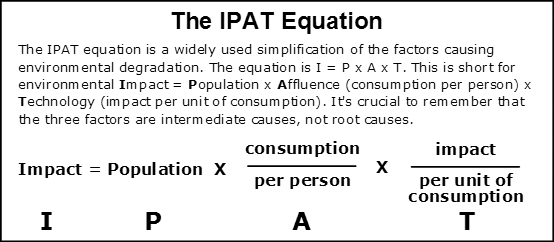 The IPAT Equation
The IPAT equation is a widely used simplification of the factors causing
environmental degradation. The equation is I = P x A x T. This is short for
environmental Impact = Population x Affluence (consumption per person) x
Technology (impact per unit of consumption). It's crucial to remember that
the three factors are intermediate causes, not root causes.
Impact = Population X consumption per person X impact per unit of consumption
I P A T